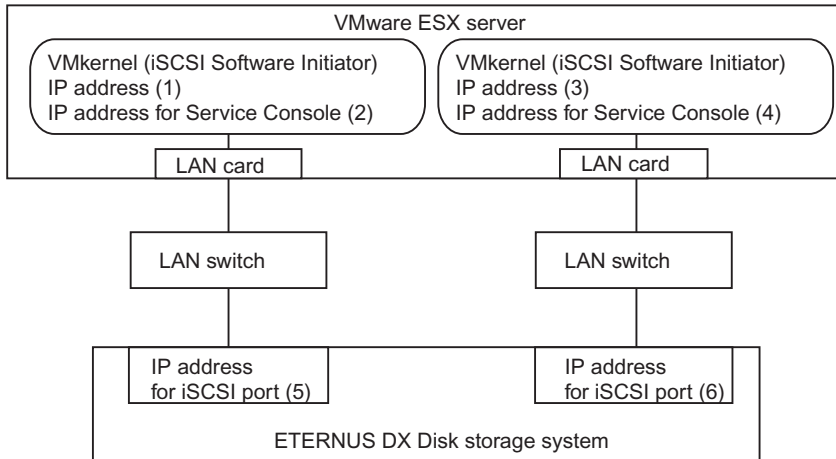 VMware ESX server
VMkernel (iSCSI Software Initiator)
IP address (1)
IP address for Service Console (2)
VMkernel (iSCSI Software Initiator)
IP address (3)
IP address for Service Console (4)
LAN card
LAN card
LAN switch
LAN switch
IP address
for iSCSI port (5)
IP address
for iSCSI port (6)
ETERNUS DX Disk storage system